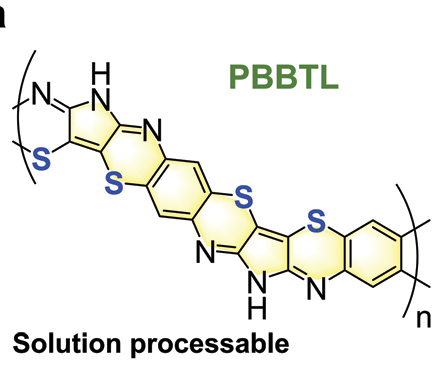 a
PBBTL
H
N N N
S S S S
N N N
H
n
Solution processable